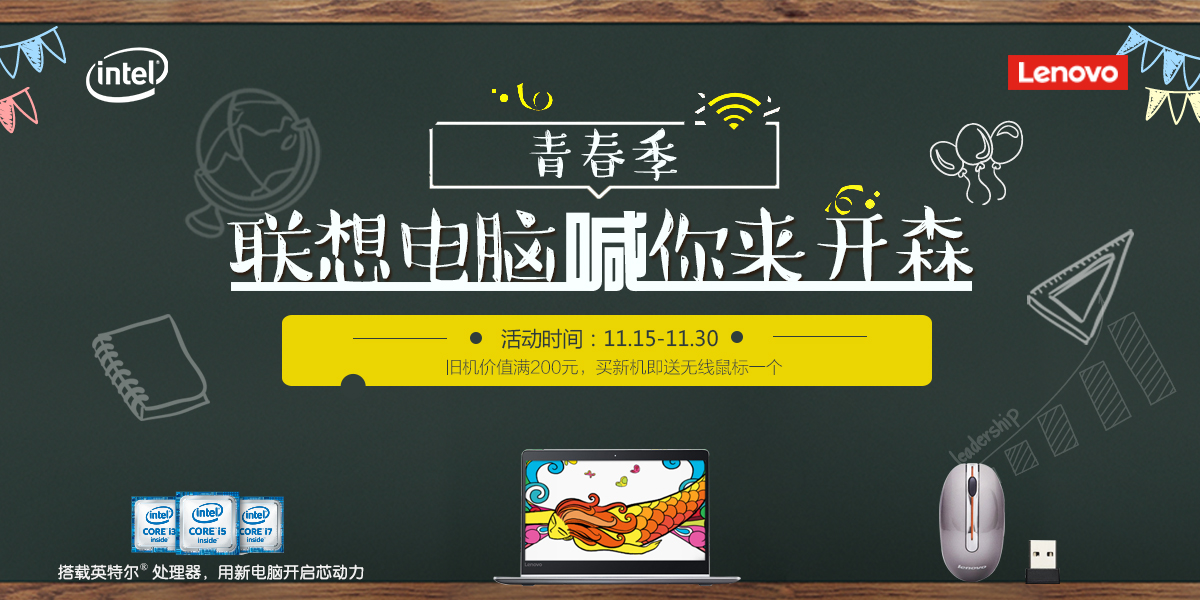 intel
Lenovo
青春季
联想电脑喊你来开森
活动时间：11.15-11.30
旧机价值满200元，买新机即送无线鼠标一个
leadership
intel
CORE i3
inside
intel
CORE i5
inside
intel
CORE i7
inside
Lenovo
lenovo
搭载英特尔® 处理器，用新电脑开启芯动力